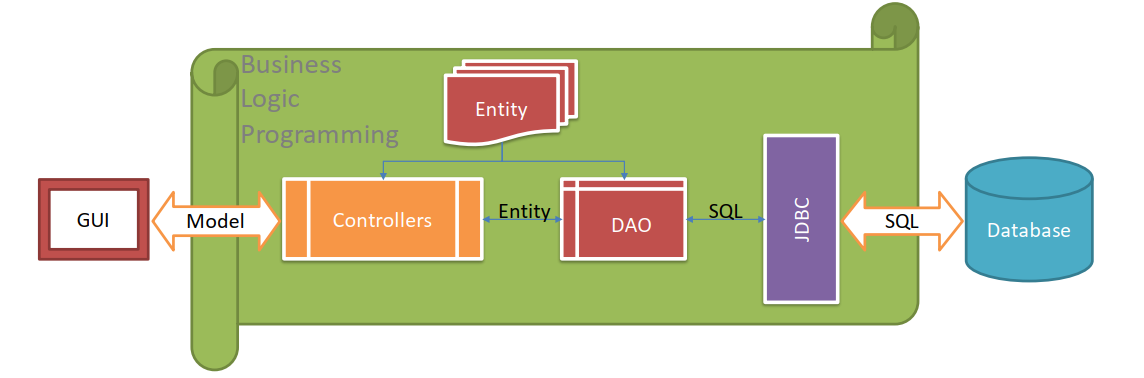 Business
Logic
Programming
Entity
GUI
Model
Controllers
Entity
DAO
SQL
JDBC
SQL
Database